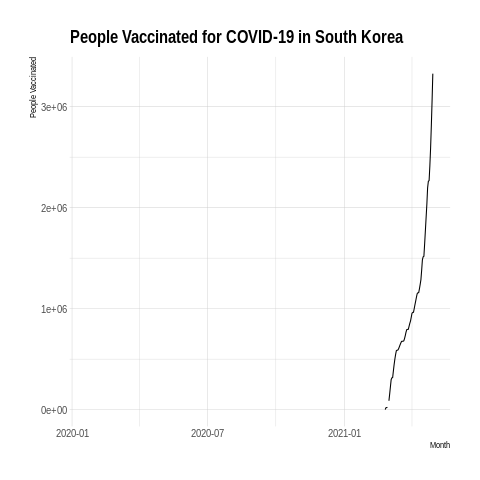 People Vaccinated for COVID-19 in South Korea
People Vaccinated
3e+06
2e+06
1e+06
0e+00
2020-01 2020-07 2021-01
Month